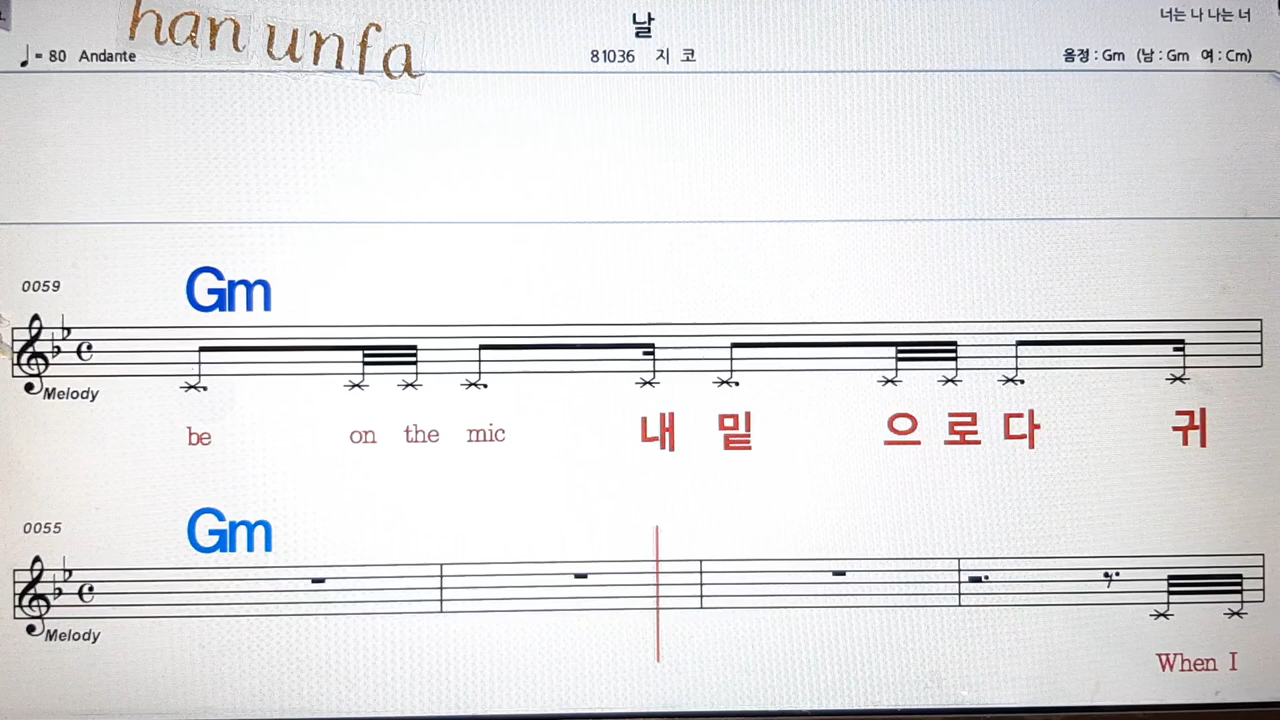 han unfa
날
너는 나 나는 너
♩= 80 Andante
81036 지 코
음정 : Gm (남 : Gm 여 : Cm)
0059
Gm
Melody
be on the mic 내 밑 으 로 다 귀
0055
Gm
Melody
When I